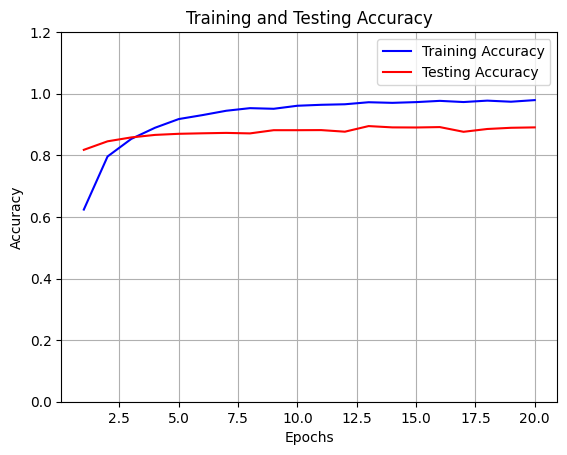 Training and Testing Accuracy
Training Accuracy
Testing Accuracy
Accuracy
1.2
1.0
0.8
0.6
0.4
0.2
0.0
2.5 5.0 7.5 10.0 12.5 15.0 17.5 20.0
Epochs